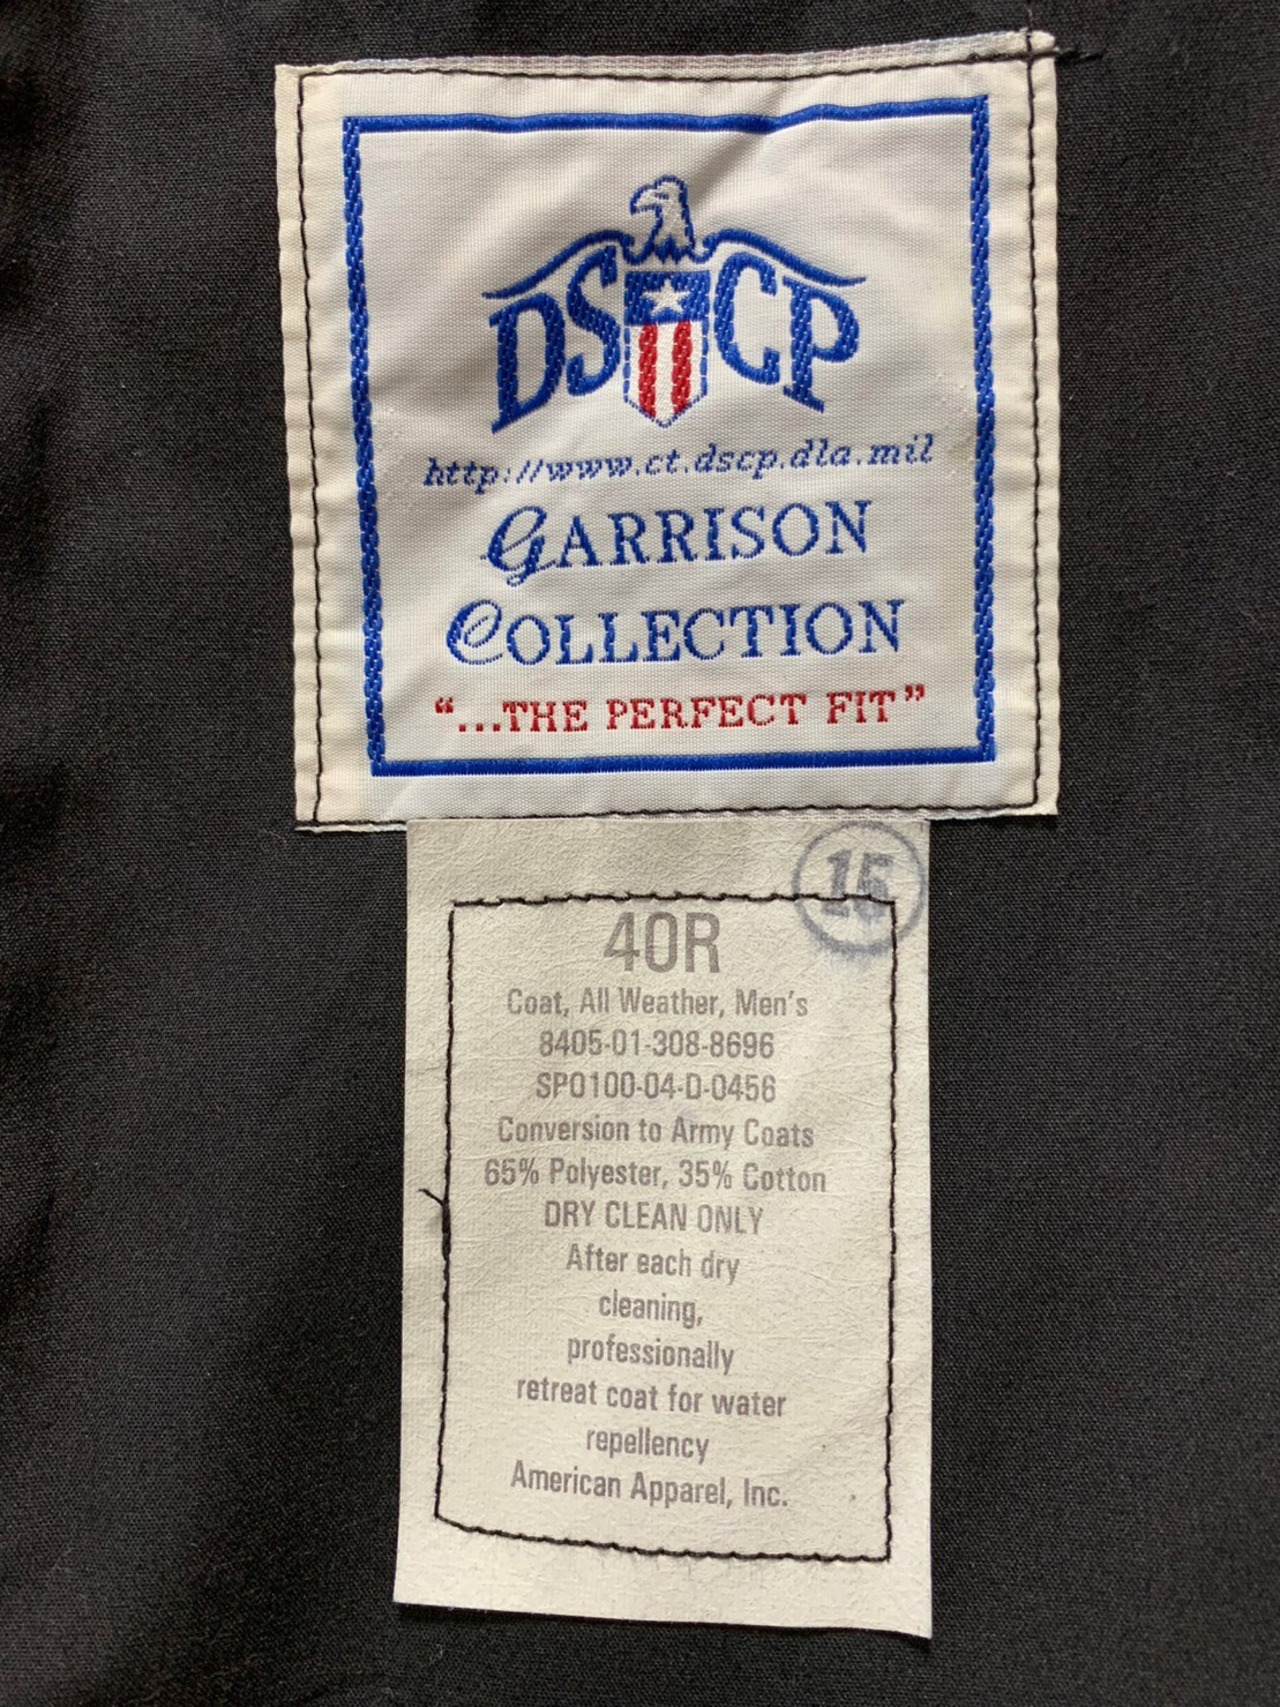 DSCP
http://www.ct.dscp.dla.mil
GARRISON
COLLECTION
"...THE PERFECT FIT"
15
40R
Coat, All Weather, Men's
8405-01-308-8696
SPO100-04-D-0456
Conversion to Army Coats
65% Polyester, 35% Cotton
DRY CLEAN ONLY
After each dry
cleaning,
professionally
retreat coat for water
repellency
American Apparel, Inc.